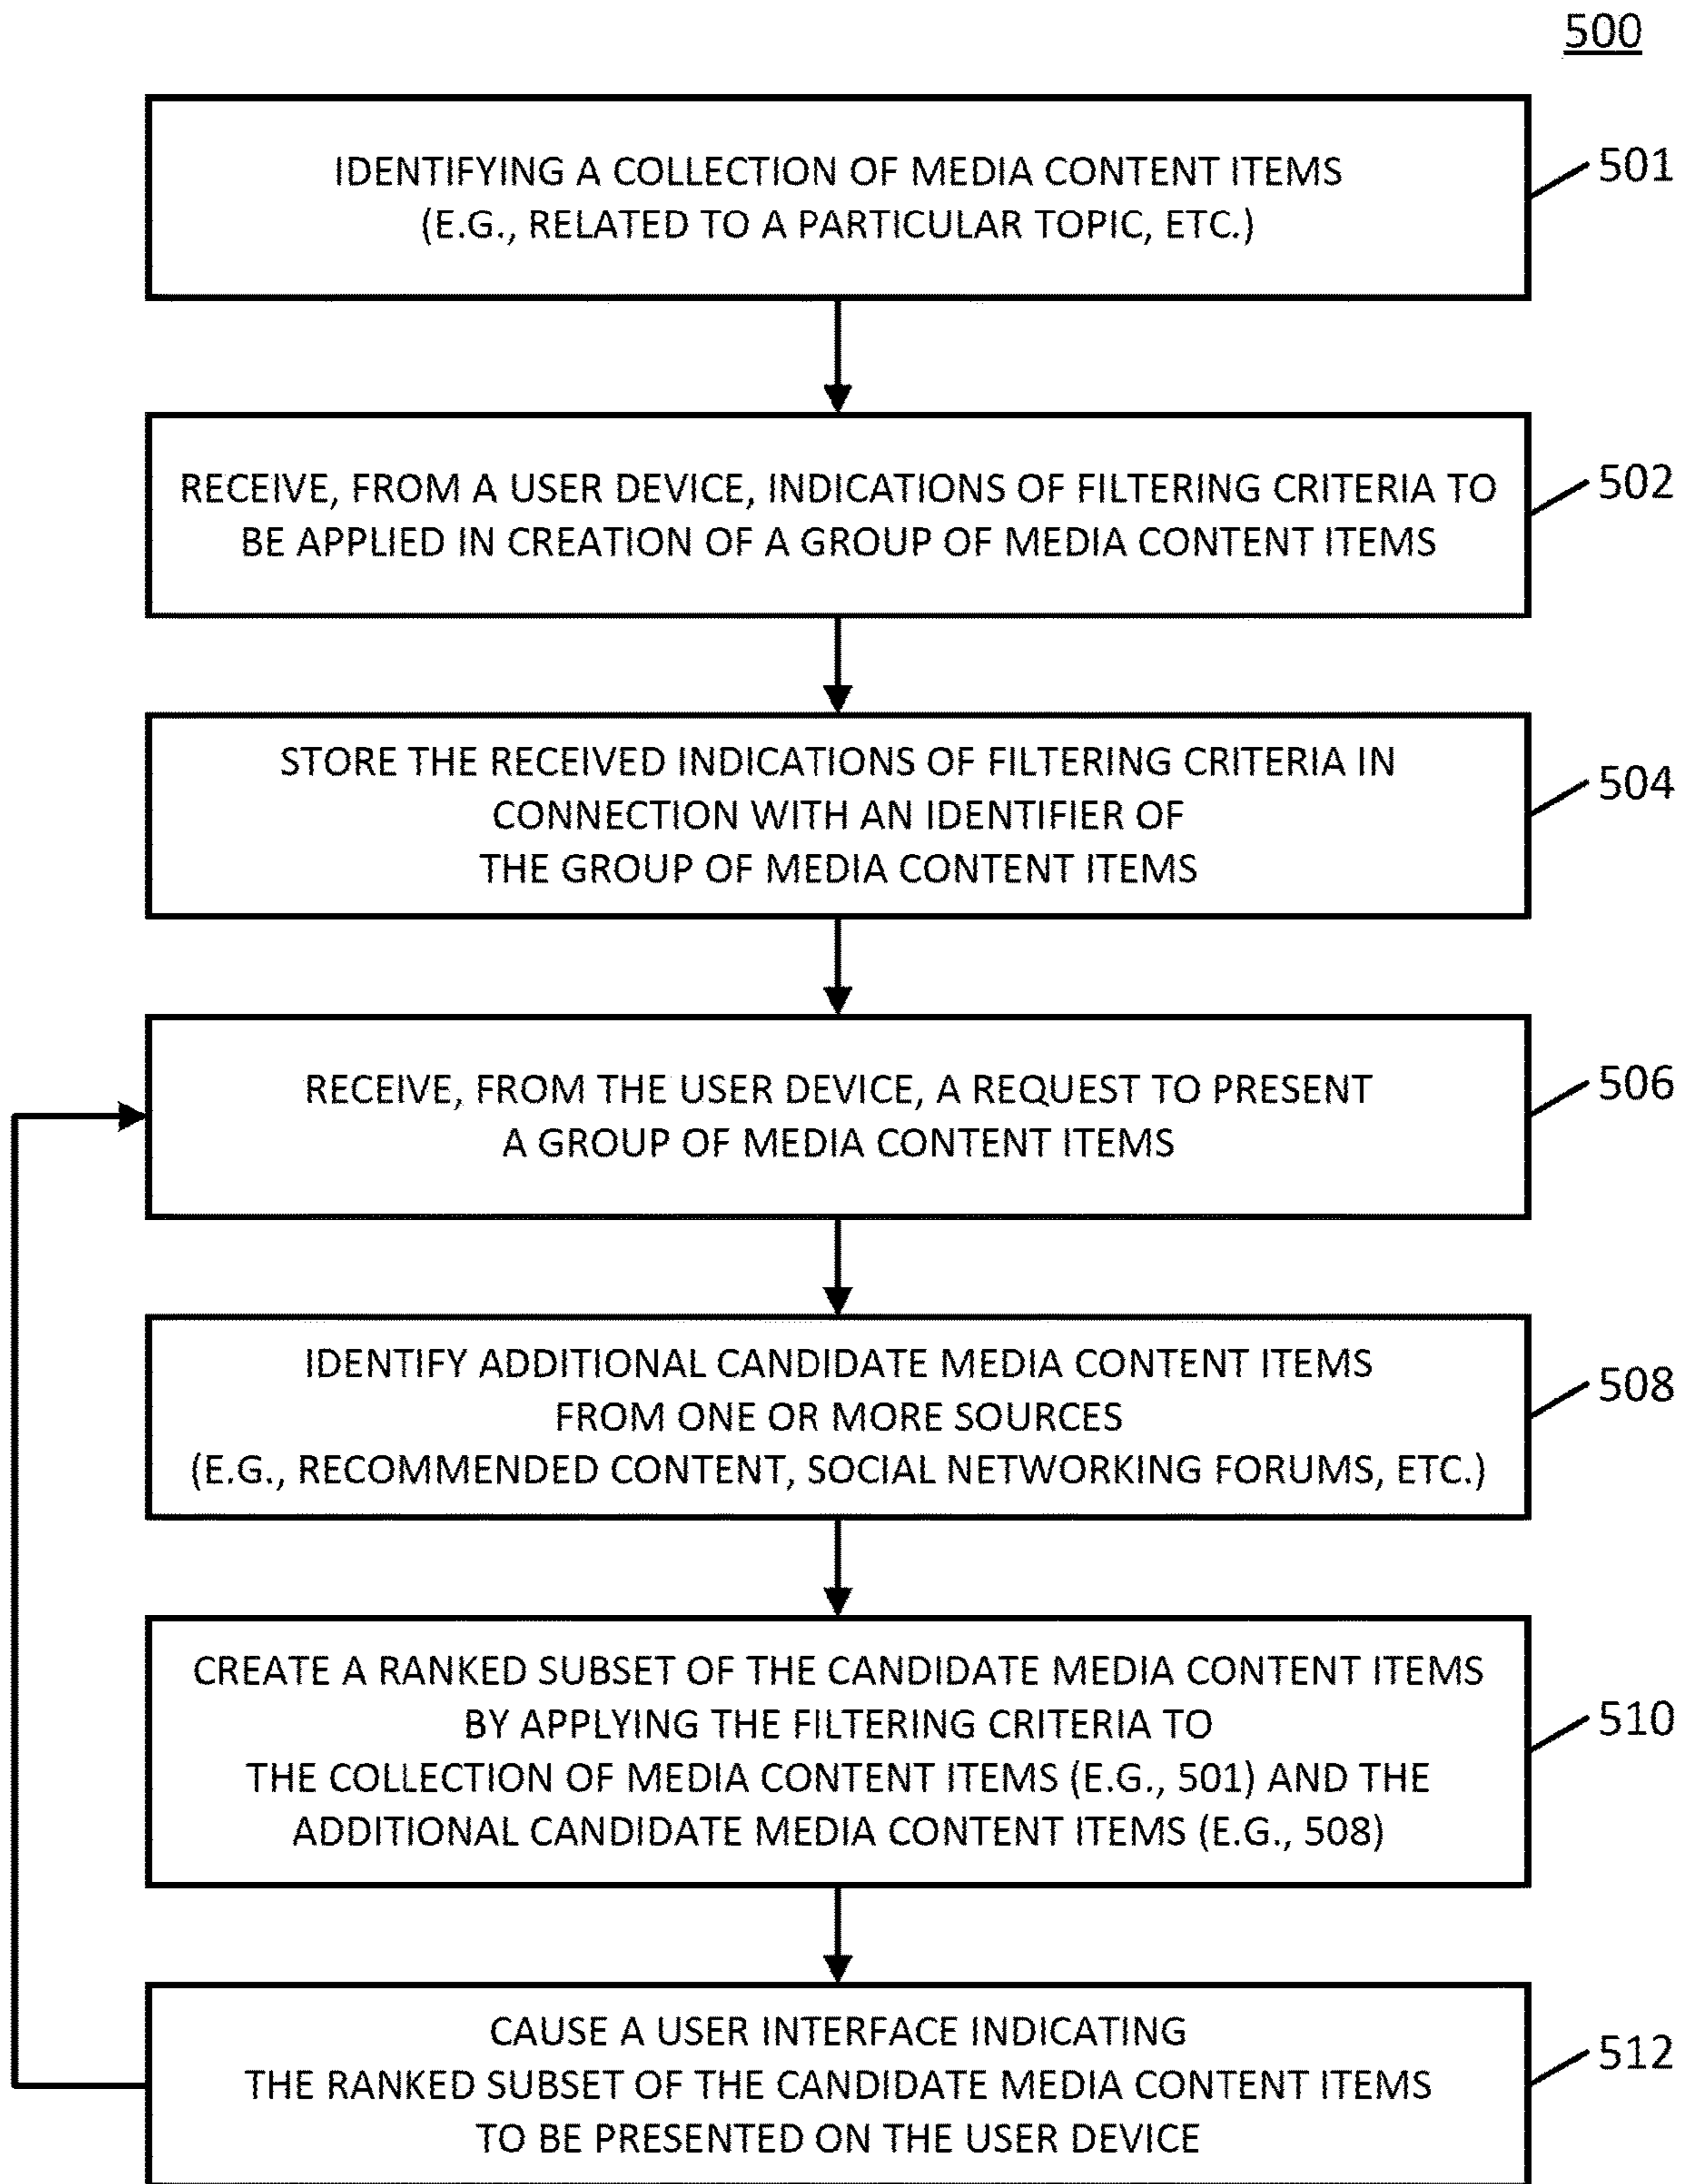 500
IDENTIFYING A COLLECTION OF MEDIA CONTENT ITEMS
(E.G., RELATED TO A PARTICULAR TOPIC, ETC.)
501
RECEIVE, FROM A USER DEVICE, INDICATIONS OF FILTERING CRITERIA TO
BE APPLIED IN CREATION OF A GROUP OF MEDIA CONTENT ITEMS
502
STORE THE RECEIVED INDICATIONS OF FILTERING CRITERIA IN
CONNECTION WITH AN IDENTIFIER OF
THE GROUP OF MEDIA CONTENT ITEMS
504
RECEIVE, FROM THE USER DEVICE, A REQUEST TO PRESENT
A GROUP OF MEDIA CONTENT ITEMS
506
IDENTIFY ADDITIONAL CANDIDATE MEDIA CONTENT ITEMS
FROM ONE OR MORE SOURCES
(E.G., RECOMMENDED CONTENT, SOCIAL NETWORKING FORUMS, ETC.)
508
CREATE A RANKED SUBSET OF THE CANDIDATE MEDIA CONTENT ITEMS
BY APPLYING THE FILTERING CRITERIA TO
THE COLLECTION OF MEDIA CONTENT ITEMS (E.G., 501) AND THE
ADDITIONAL CANDIDATE MEDIA CONTENT ITEMS (E.G., 508)
510
CAUSE A USER INTERFACE INDICATING
THE RANKED SUBSET OF THE CANDIDATE MEDIA CONTENT ITEMS
TO BE PRESENTED ON THE USER DEVICE
512